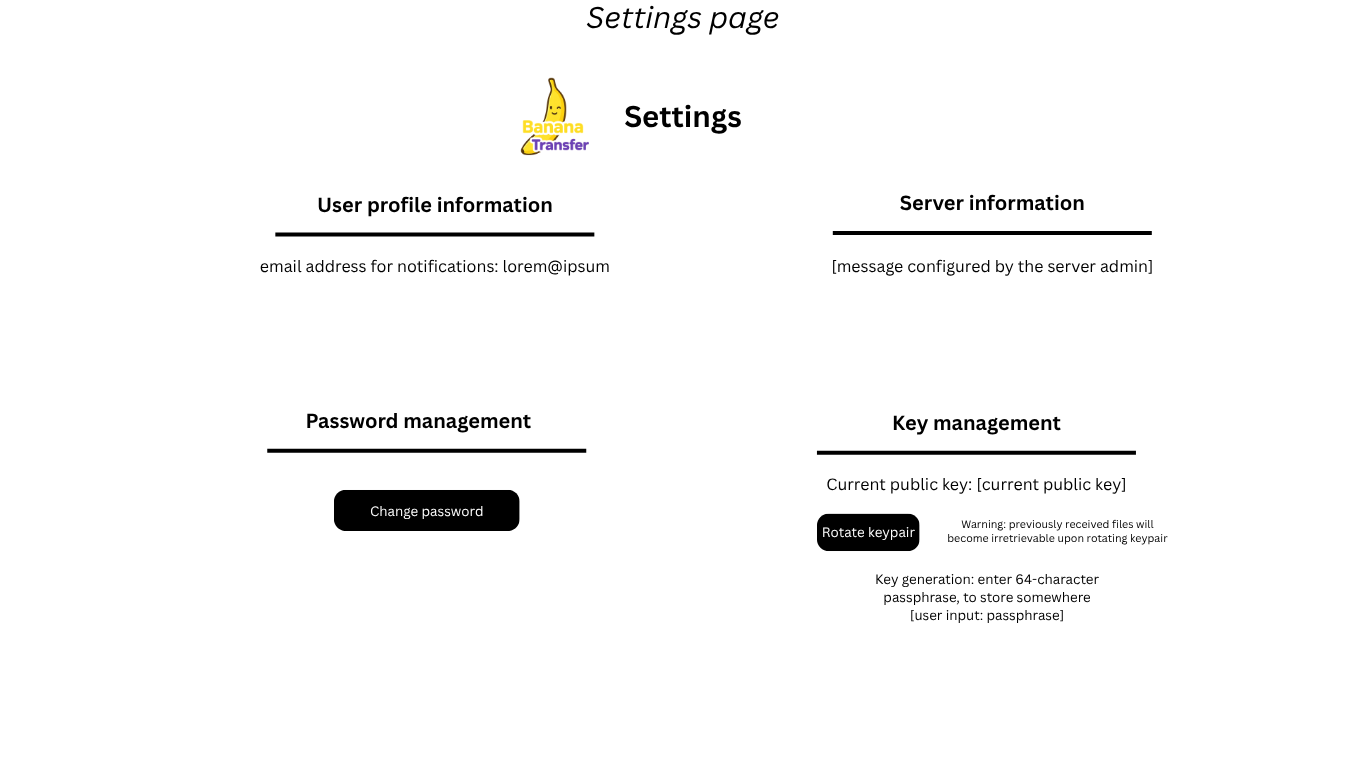 Settings page
Banana
Transfer
Settings
User profile information
email address for notifications: lorem@ipsum
Server information
[message configured by the server admin]
Password management
Change password
Key management
Current public key: [current public key]
Rotate keypair
Warning: previously received files will
become irretrievable upon rotating keypair
Key generation: enter 64-character
passphrase, to store somewhere
[user input: passphrase]